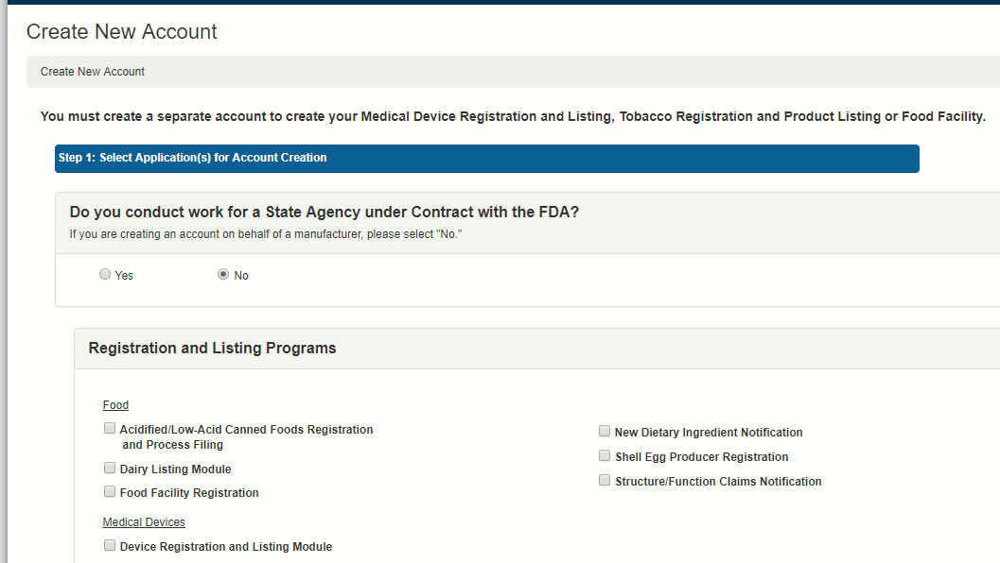 Create New Account
Create New Account
You must create a separate account to create your Medical Device Registration and Listing, Tobacco Registration and Product Listing or Food Facility.
Step 1: Select Application(s) for Account Creation
Do you conduct work for a State Agency under Contract with the FDA?
If you are creating an account on behalf of a manufacturer, please select "No."
Yes
No
Registration and Listing Programs
Food
Acidified/Low-Acid Canned Foods Registration
and Process Filing
Dairy Listing Module
Food Facility Registration
New Dietary Ingredient Notification
Shell Egg Producer Registration
Structure/Function Claims Notification
Medical Devices
Device Registration and Listing Module